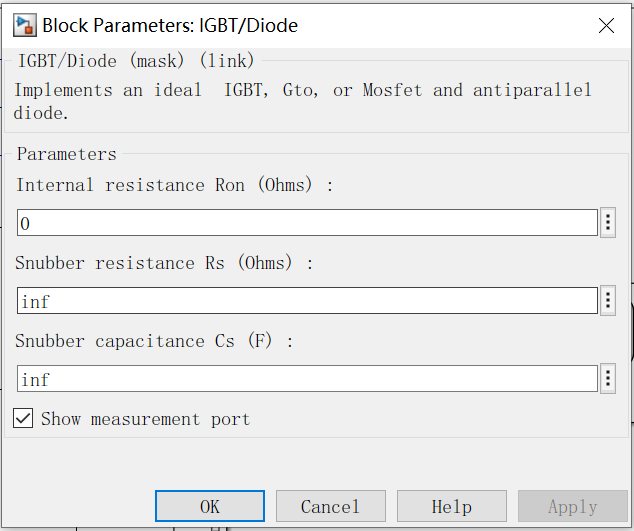 Block Parameters: IGBT/Diode
IGBT/Diode (mask) (link)
Implements an ideal  IGBT, Gto, or Mosfet and antiparallel
diode.
Parameters
Internal resistance Ron (Ohms) :
0
Snubber resistance Rs (Ohms) :
inf
Snubber capacitance Cs (F) :
inf
Show measurement port
OK Cancel Help Apply